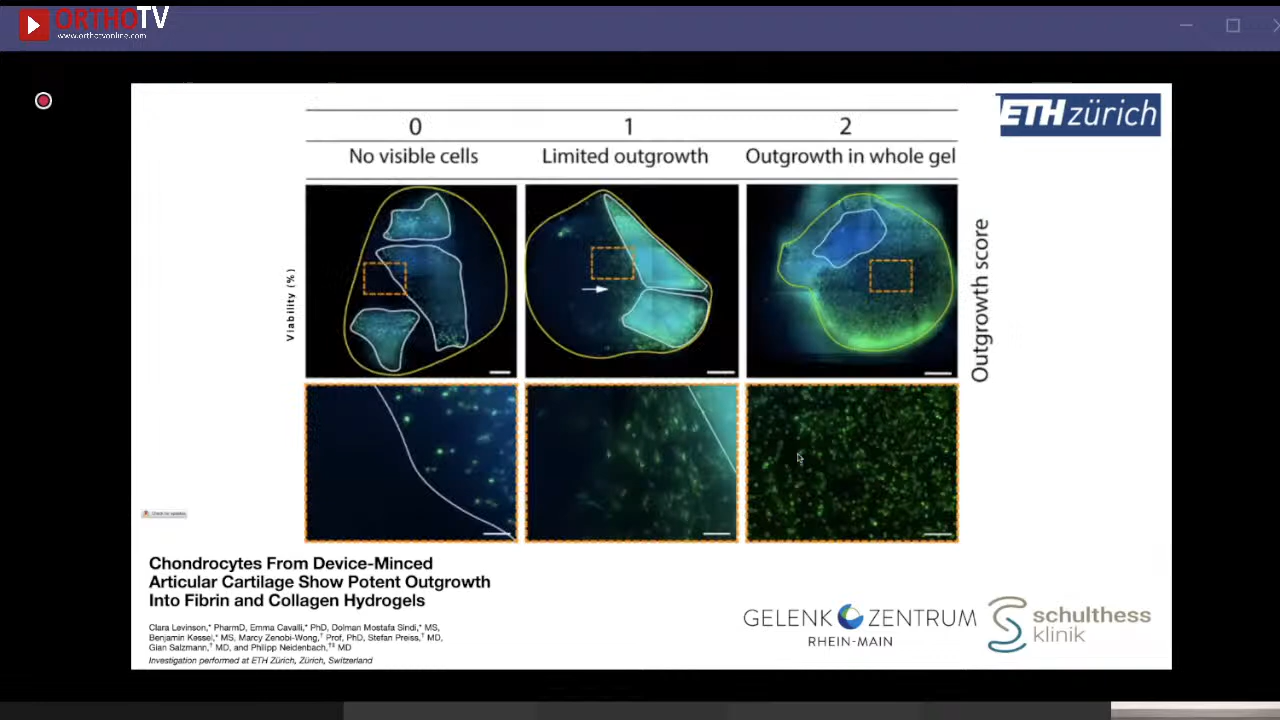 ORTHOTV
www.orthotvonline.com
ETH zürich
0 1 2
No visible cells Limited outgrowth Outgrowth in whole gel
Viability (%)
Outgrowth score
Check for updates
Chondrocytes From Device-Minced
Articular Cartilage Show Potent Outgrowth
Into Fibrin and Collagen Hydrogels
Clara Levinson,* PharmD, Emma Cavalli,* PhD, Dolman Mostafa Sindi,* MS,
Benjamin Kessel,* MS, Marcy Zenobi-Wong,† Prof, PhD, Stefan Preiss,† MD,
Gian Salzmann,† MD, and Philipp Neidenbach,†‡ MD
Investigation performed at ETH Zürich, Zürich, Switzerland
GELENK ZENTRUM
RHEIN-MAIN
schulthess
klinik